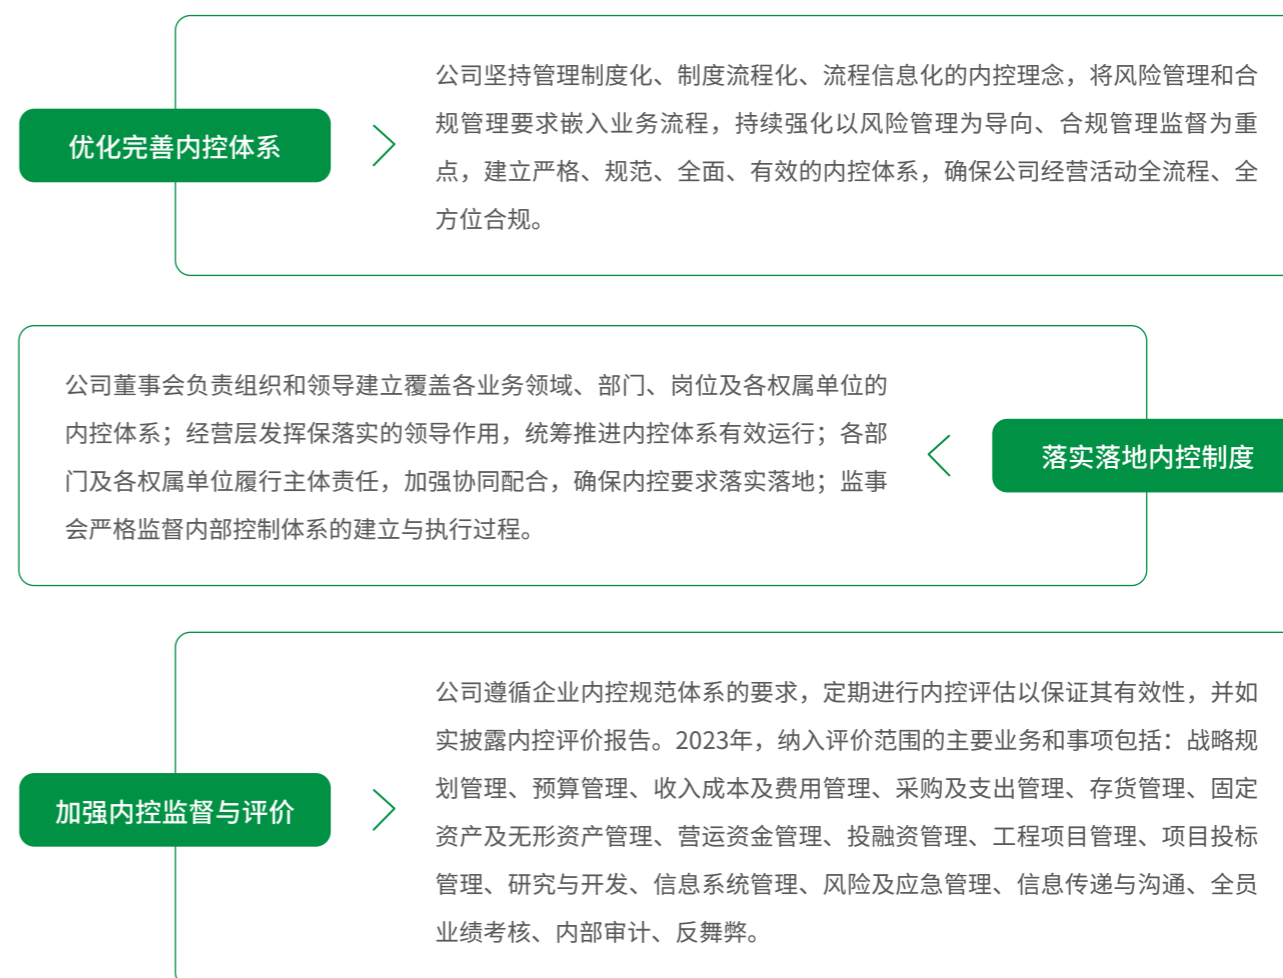 优化完善内控体系
公司坚持管理制度化、制度流程化、流程信息化的内控理念，将风险管理和合
规管理要求嵌入业务流程，持续强化以风险管理为导向、合规管理监督为重
点，建立严格、规范、全面、有效的内控体系，确保公司经营活动全流程、全
方位合规。
公司董事会负责组织和领导建立覆盖各业务领域、部门、岗位及各权属单位的
内控体系；经营层发挥保落实的领导作用，统筹推进内控体系有效运行；各部
门及各权属单位履行主体责任，加强协同配合，确保内控要求落实落地；监事
会严格监督内部控制体系的建立与执行过程。
落实落地内控制度
加强内控监督与评价
公司遵循企业内控规范体系的要求，定期进行内控评估以保证其有效性，并如
实披露内控评价报告。2023年，纳入评价范围的主要业务和事项包括：战略规
划管理、预算管理、收入成本及费用管理、采购及支出管理、存货管理、固定
资产及无形资产管理、营运资金管理、投融资管理、工程项目管理、项目投标
管理、研究与开发、信息系统管理、风险及应急管理、信息传递与沟通、全员
业绩考核、内部审计、反舞弊。